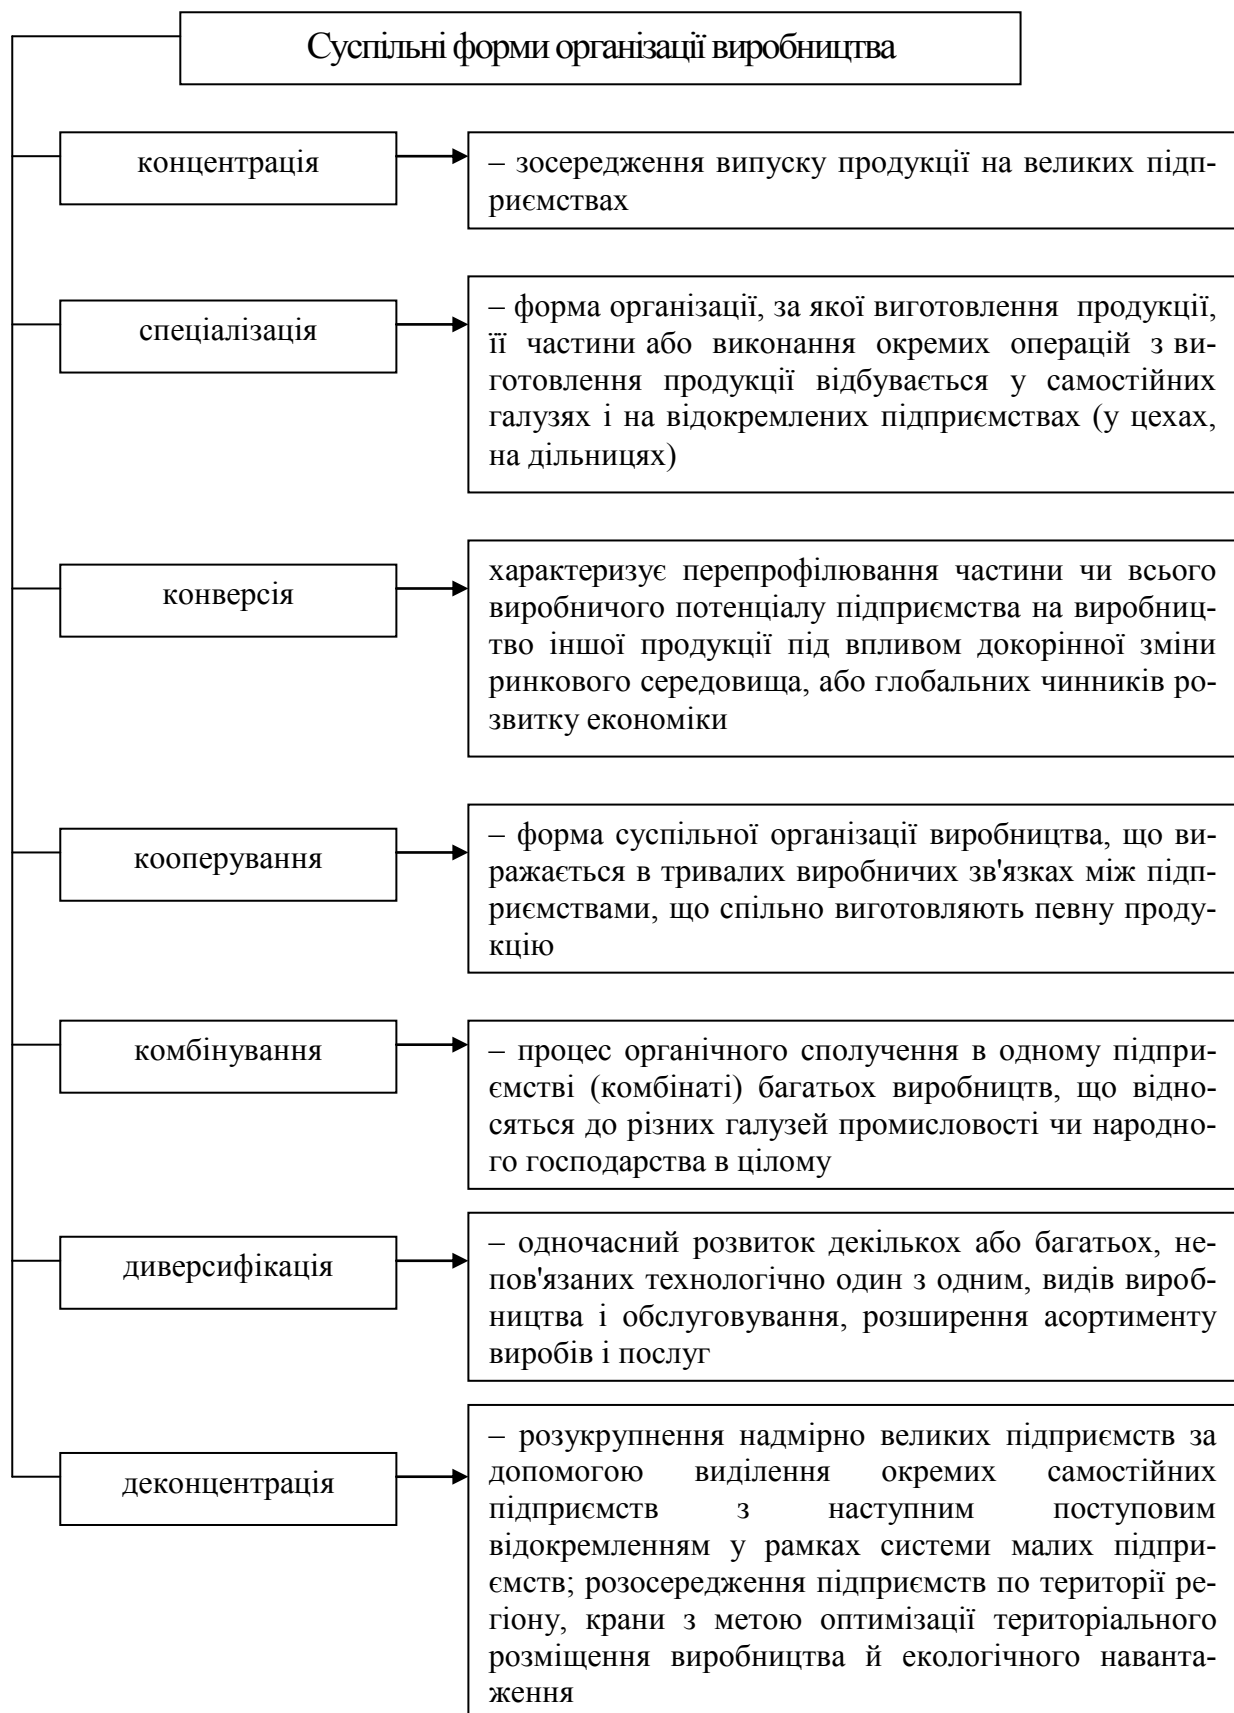 Суспільні форми організації виробництва
концентрація
– зосередження випуску продукції на великих підп-
риємствах
спеціалізація
– форма організації, за якої виготовлення продукції,
її частини або виконання окремих операцій з ви-
готовлення продукції відбувається у самостійних
галузях і на відокремлених підприємствах (у цехах,
на дільницях)
конверсія
характеризує перепрофілювання частини чи всього
виробничого потенціалу підприємства на виробниц-
тво іншої продукції під впливом докорінної зміни
ринкового середовища, або глобальних чинників ро-
звитку економіки
кооперування
– форма суспільної організації виробництва, що ви-
ражається в тривалих виробничих зв'язках між підп-
риємствами, що спільно виготовляють певну проду-
кцію
комбінування
– процес органічного сполучення в одному підпри-
ємстві (комбінаті) багатьох виробництв, що відно-
сяться до різних галузей промисловості чи народно-
го господарства в цілому
диверсифікація
– одночасний розвиток декількох або багатьох, не-
пов'язаних технологічно один з одним, видів вироб-
ництва і обслуговування, розширення асортименту
виробів і послуг
деконцентрація
– розукрупнення надмірно великих підприємств за
допомогою виділення окремих самостійних
підприємств з наступним поступовим
відокремленням у рамках системи малих підпри-
ємств; розосередження підприємств по території ре-
гіону, крани з метою оптимізації територіального
розміщення виробництва й екологічного наванта-
ження